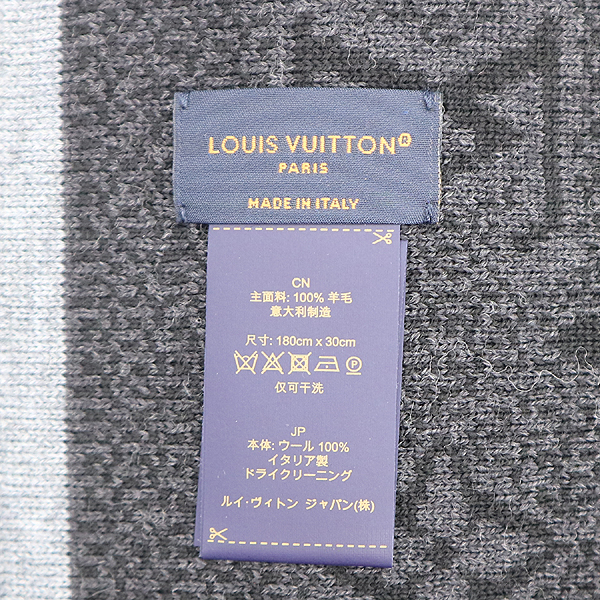 LOUIS VUITTON®
PARIS
MADE IN ITALY
CN
主面料: 100% 羊毛
意大利制造
尺寸: 180cm x 30cm
P
仅可干洗
JP
本体: ウール 100%
イタリア製
ドライクリーニング
ルイ・ヴィトン ジャパン(株)